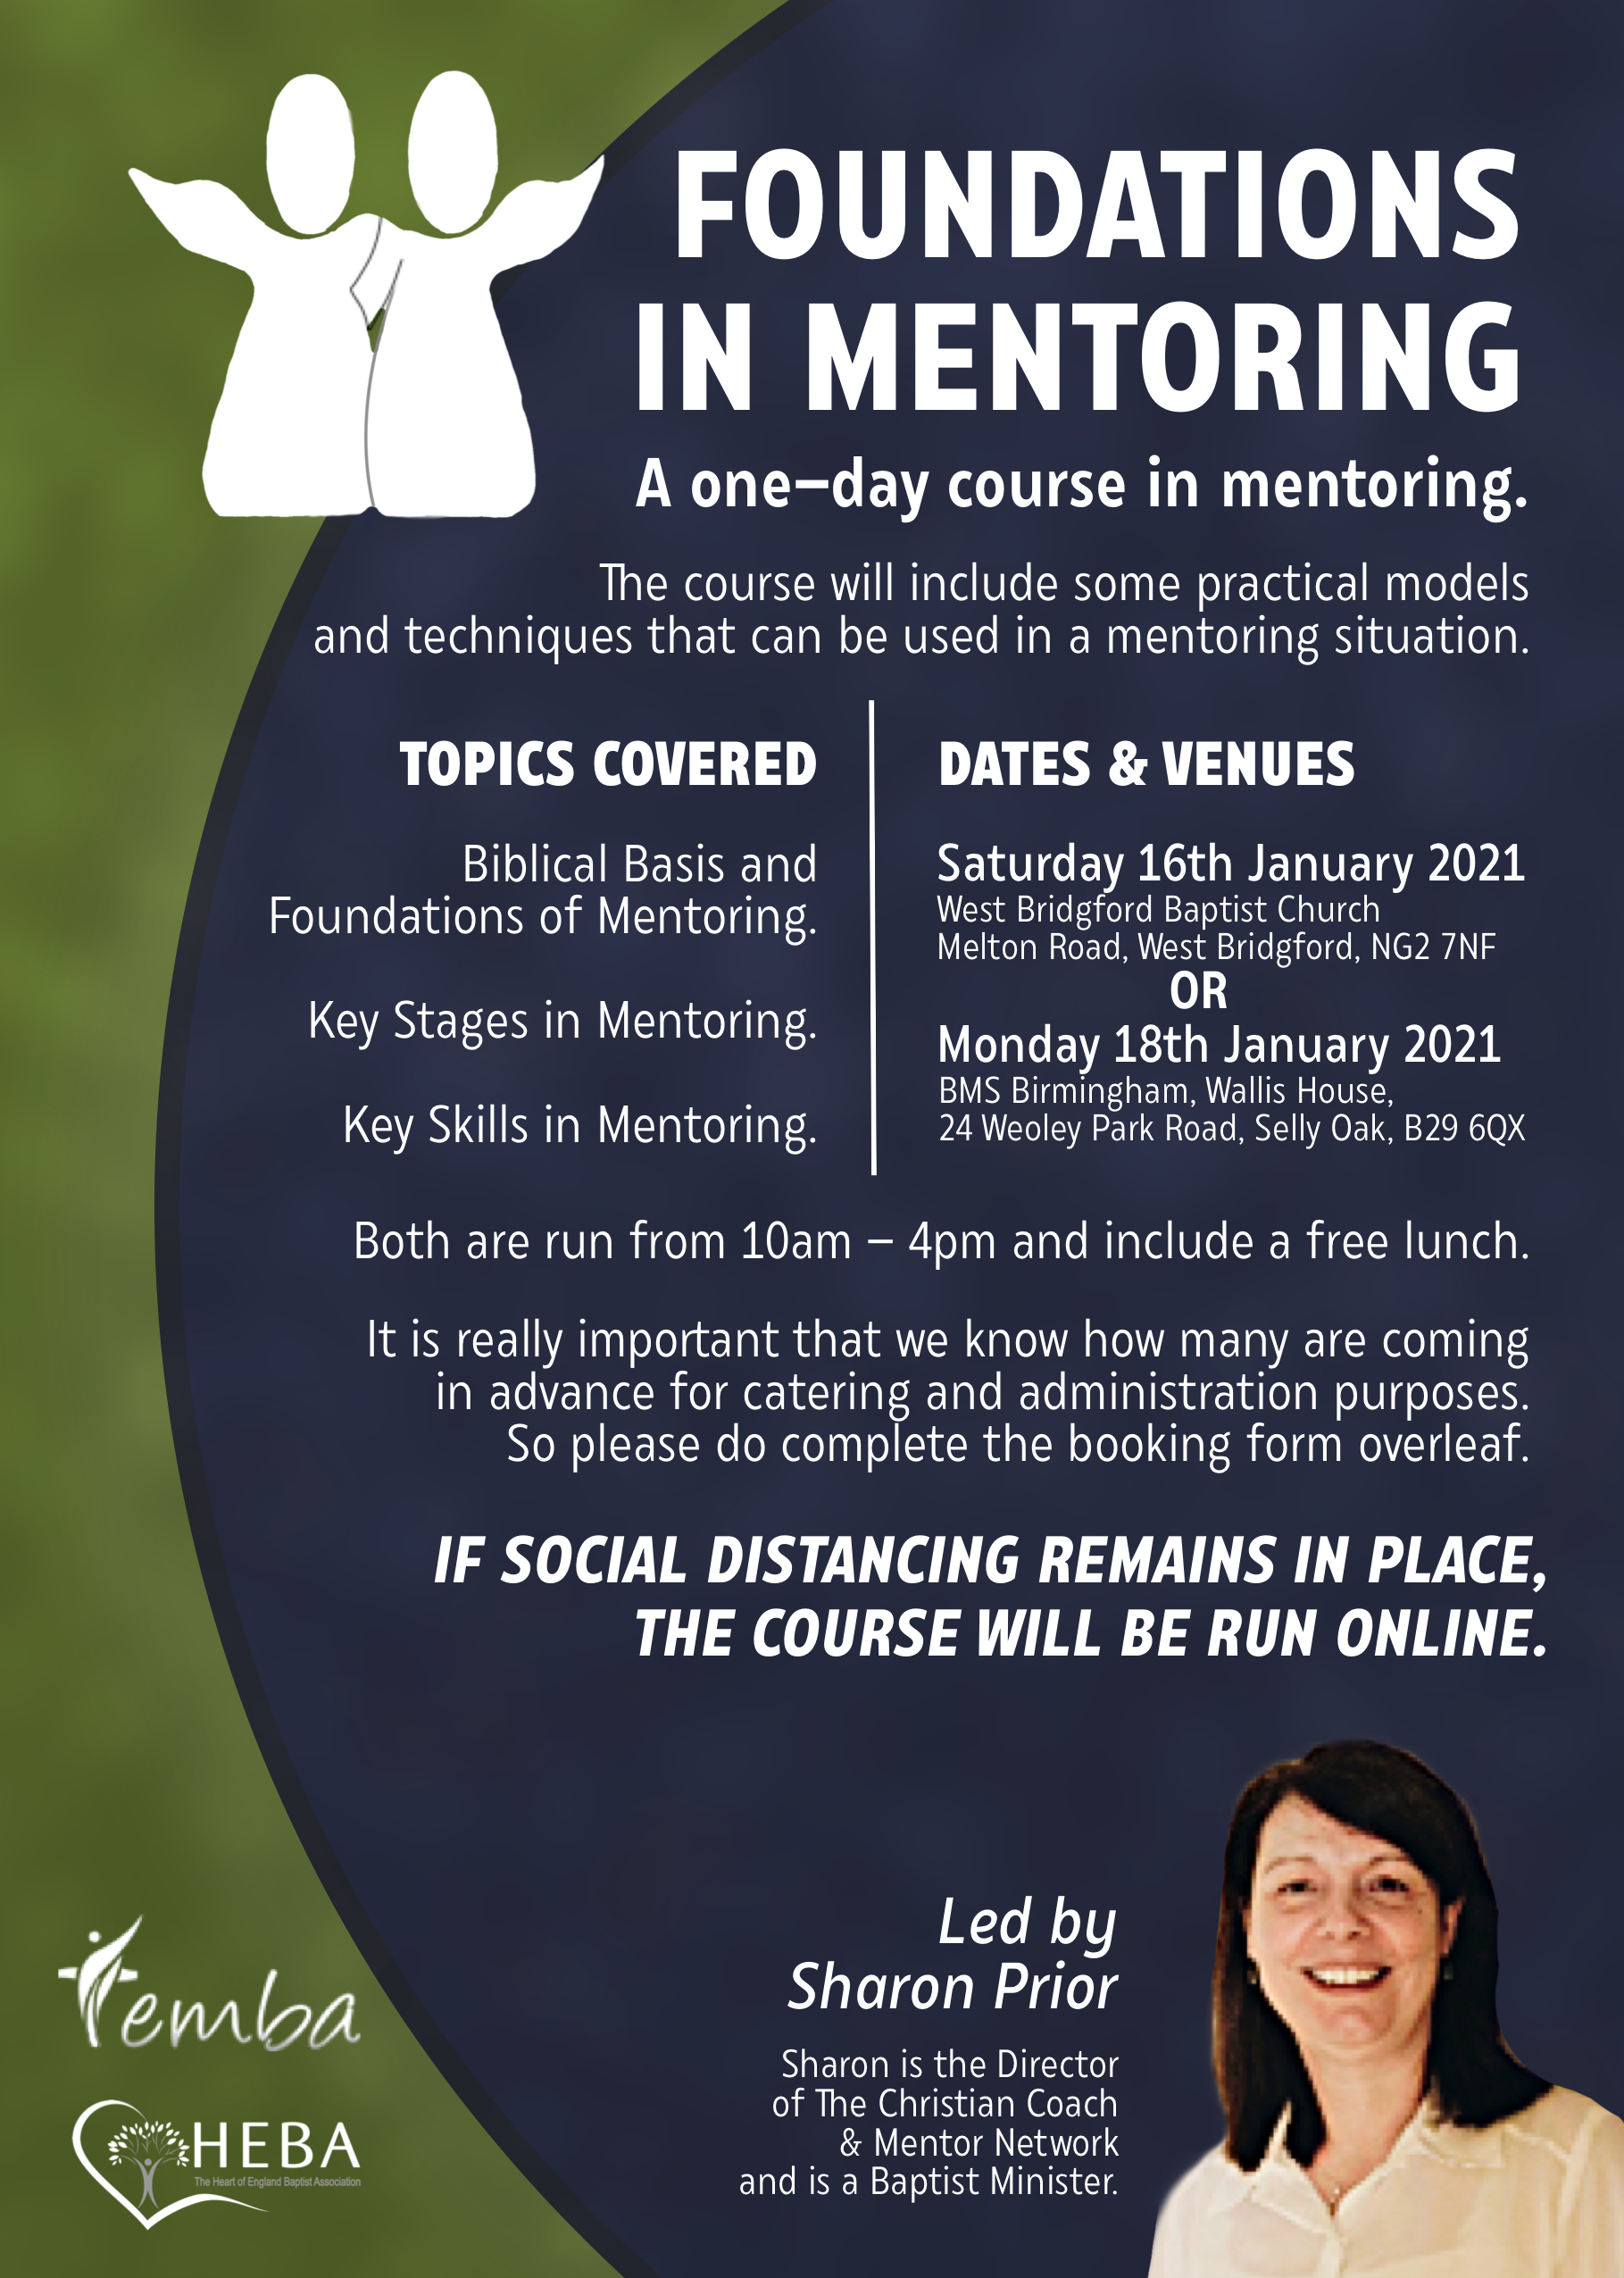 FOUNDATIONS
IN MENTORING
A one–day course in mentoring.
The course will include some practical models
and techniques that can be used in a mentoring situation.
TOPICS COVERED
Biblical Basis and
Foundations of Mentoring.
Key Stages in Mentoring.
Key Skills in Mentoring.
DATES & VENUES
Saturday 16th January 2021
West Bridgford Baptist Church
Melton Road, West Bridgford, NG2 7NF
OR
Monday 18th January 2021
BMS Birmingham, Wallis House,
24 Weoley Park Road, Selly Oak, B29 6QX
Both are run from 10am – 4pm and include a free lunch.
It is really important that we know how many are coming
in advance for catering and administration purposes.
So please do complete the booking form overleaf.
IF SOCIAL DISTANCING REMAINS IN PLACE,
THE COURSE WILL BE RUN ONLINE.
Led by
Sharon Prior
Sharon is the Director
of The Christian Coach
& Mentor Network
and is a Baptist Minister.
temba
HEBA
The Heart of England Baptist Association